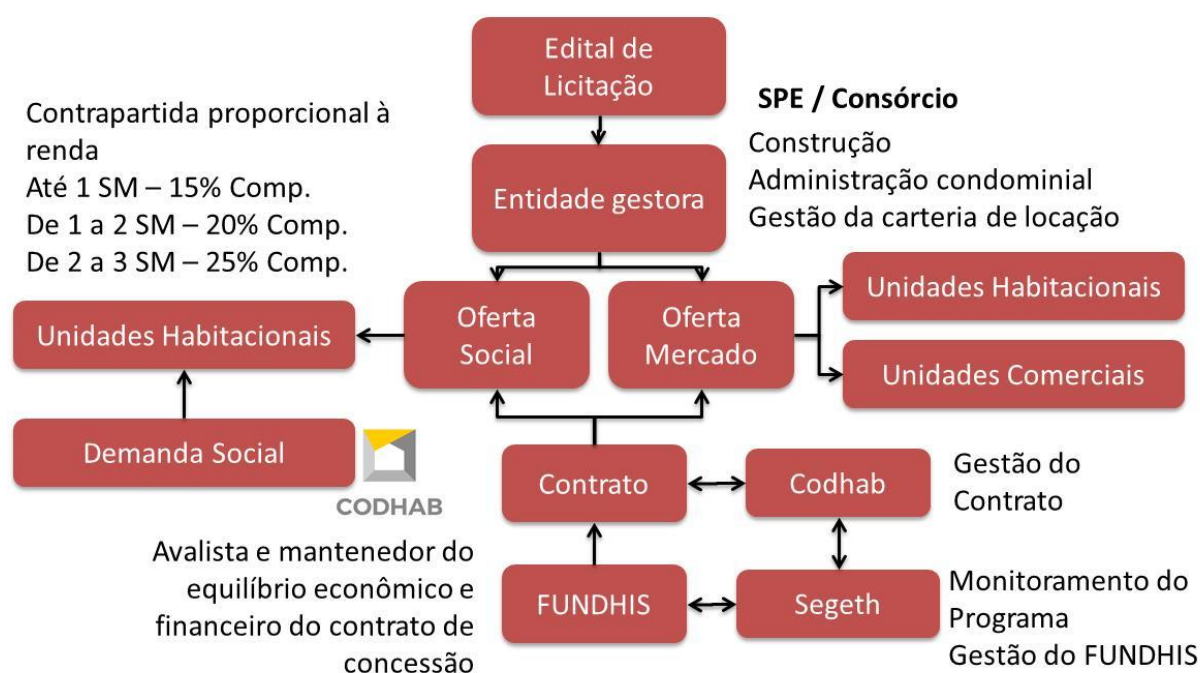 Edital de
Licitação
SPE / Consórcio
Construção
Administração condominial
Gestão da carteria de locação
Contrapartida proporcional à
renda
Até 1 SM – 15% Comp.
De 1 a 2 SM – 20% Comp.
De 2 a 3 SM – 25% Comp.
Entidade gestora
Unidades Habitacionais
Oferta
Social
Oferta
Mercado
Unidades Habitacionais
Unidades Comerciais
Demanda Social
CODHAB
Contrato
Codhab
Gestão do
Contrato
Avalista e mantenedor do
equilíbrio econômico e
financeiro do contrato de
concessão
FUNDHIS
Segeth
Monitoramento do
Programa
Gestão do FUNDHIS